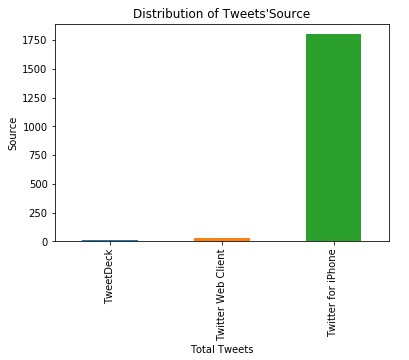 Distribution of Tweets'Source
1750
1500
1250
1000
750
500
250
0
Source
TweetDeck
Twitter Web Client
Twitter for iPhone
Total Tweets